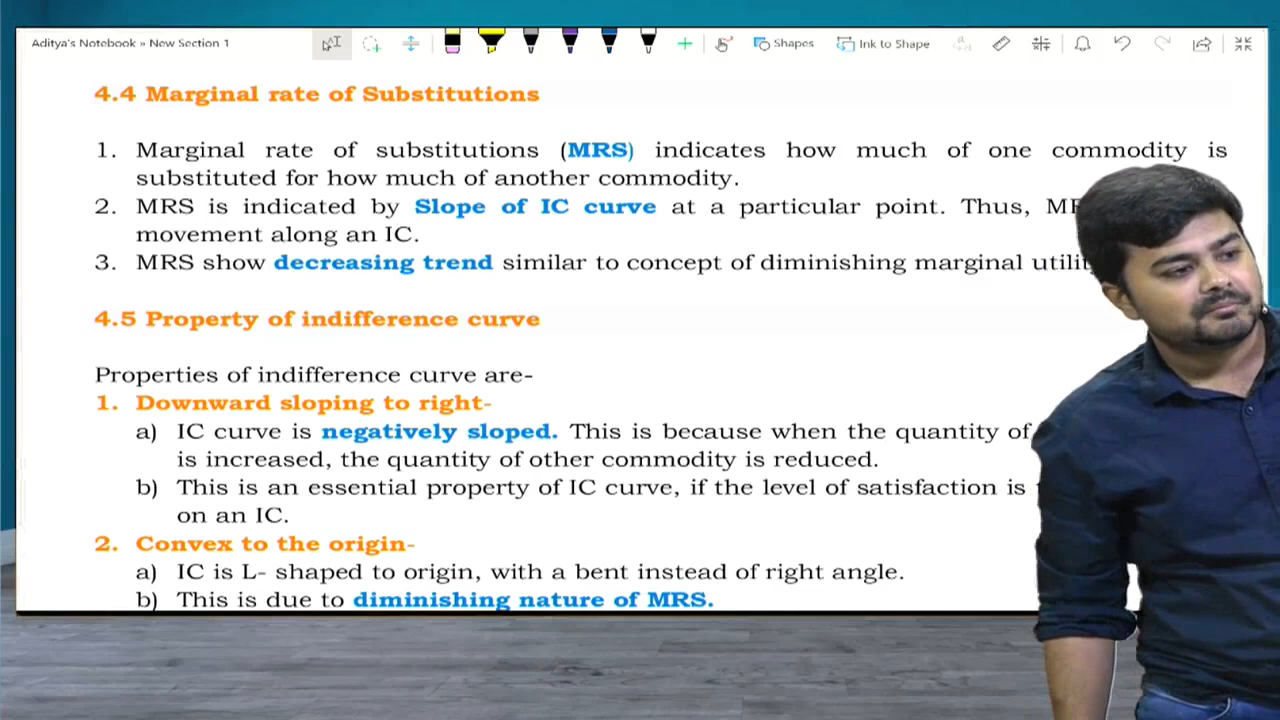 Aditya's Notebook » New Section 1
Shapes
Ink to Shape
4.4 Marginal rate of Substitutions
1. Marginal rate of substitutions (MRS) indicates how much of one commodity is
substituted for how much of another commodity.
2. MRS is indicated by Slope of IC curve at a particular point. Thus,
movement along an IC.
3. MRS show decreasing trend similar to concept of diminishing marginal
4.5 Property of indifference curve
Properties of indifference curve are-
1. Downward sloping to right-
a) IC curve is negatively sloped. This is because when the quantity of
is increased, the quantity of other commodity is reduced.
b) This is an essential property of IC curve, if the level of satisfaction is
on an IC.
2. Convex to the origin-
a) IC is L- shaped to origin, with a bent instead of right angle.
b) This is due to diminishing nature of MRS.